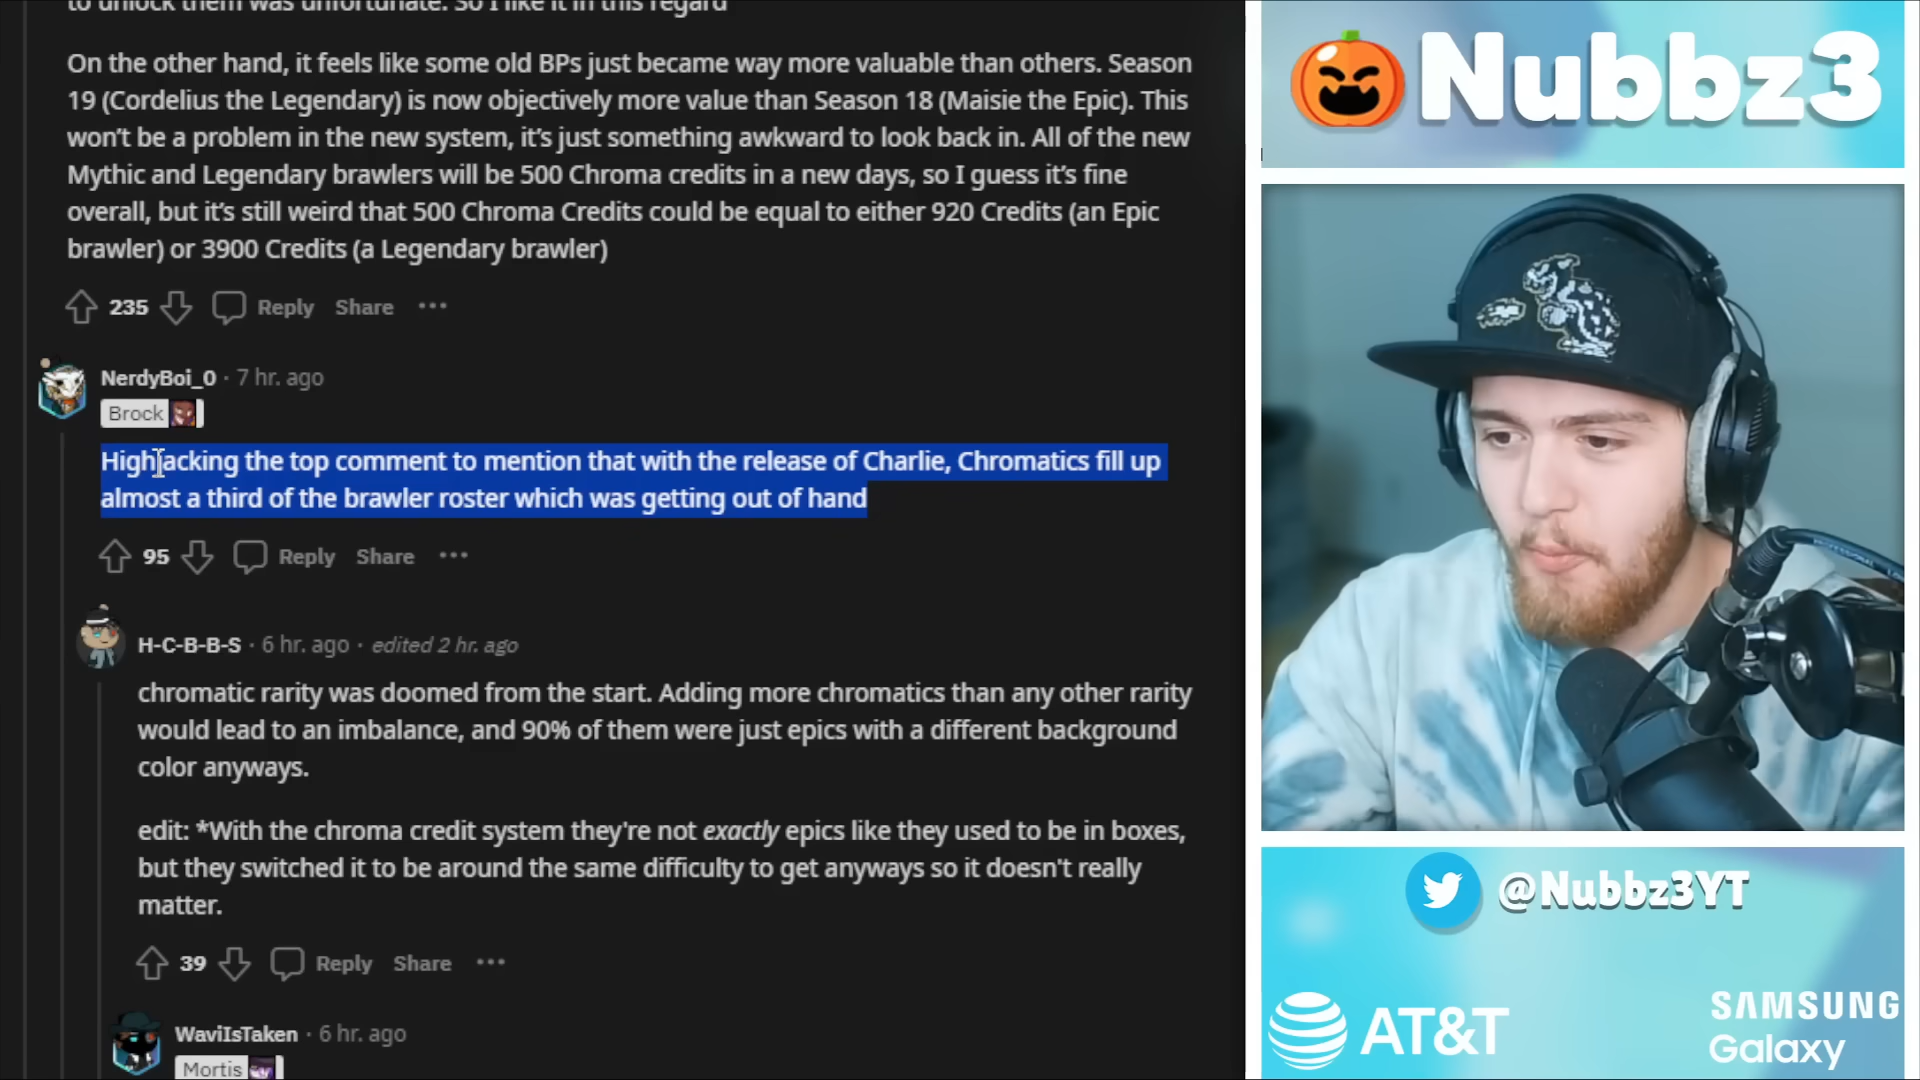 to unlock them was unfortunate. So I like it in this regard
On the other hand, it feels like some old BPs just became way more valuable than others. Season
19 (Cordelius the Legendary) is now objectively more value than Season 18 (Maisie the Epic). This
won't be a problem in the new system, it's just something awkward to look back in. All of the new
Mythic and Legendary brawlers will be 500 Chroma credits in a new days, so I guess it's fine
overall, but it's still weird that 500 Chroma Credits could be equal to either 920 Credits (an Epic
brawler) or 3900 Credits (a Legendary brawler)
235 Reply Share ···
NerdyBoi_0 · 7 hr. ago
Brock
Highjacking the top comment to mention that with the release of Charlie, Chromatics fill up
almost a third of the brawler roster which was getting out of hand
95 Reply Share ···
H-C-B-B-S · 6 hr. ago · edited 2 hr. ago
chromatic rarity was doomed from the start. Adding more chromatics than any other rarity
would lead to an imbalance, and 90% of them were just epics with a different background
color anyways.
edit: *With the chroma credit system they're not exactly epics like they used to be in boxes,
but they switched it to be around the same difficulty to get anyways so it doesn't really
matter.
39 Reply Share ···
WaviIsTaken · 6 hr. ago
Mortis
Nubbz3
@Nubbz3YT
AT&T
SAMSUNG
Galaxy